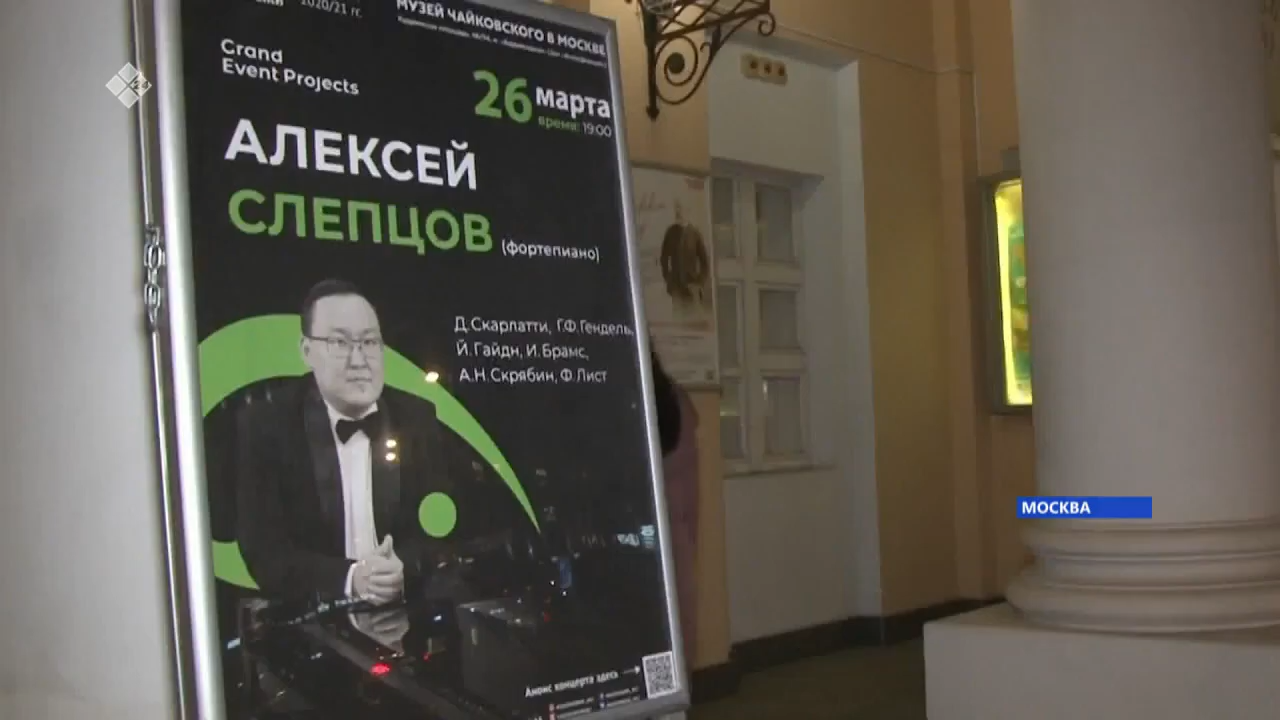 2020/21 гг.
МУЗЕЙ ЧАЙКОВСКОГО В МОСКВЕ
Grand
Event Projects
26 марта
время: 19:00
АЛЕКСЕЙ
СЛЕПЦОВ (фортепиано)
Д.Скарлатти, Г.Ф.Гендель,
Й.Гайдн, И.Брамс,
А.Н.Скрябин, Ф.Лист
Анонс концерта здесь
МОСКВА